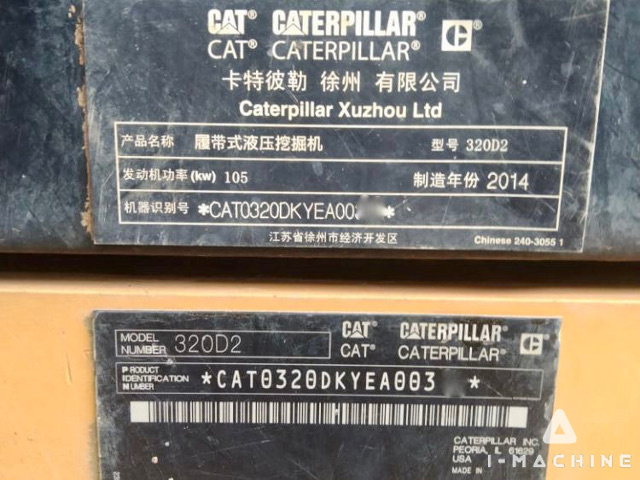 CAT CATERPILLAR C
CAT® CATERPILLAR®
卡特彼勒 徐州 有限公司
Caterpillar Xuzhou Ltd
产品名称 履带式液压挖掘机 型号 320D2
发动机功率(kw) 105 制造年份 2014
机器识别号 *CAT0320DKYEA00 *
江苏省徐州市经济开发区 Chinese 240-3055 1
MODEL NUMBER 320D2 CAT® CATERPILLAR® C
CAT® CATERPILLAR®
PRODUCT IDENTIFICATION NUMBER *CAT0320DKYEA003 *
CATERPILLAR INC.
PEORIA, IL 61629
USA
MADE IN
I-MACHINE